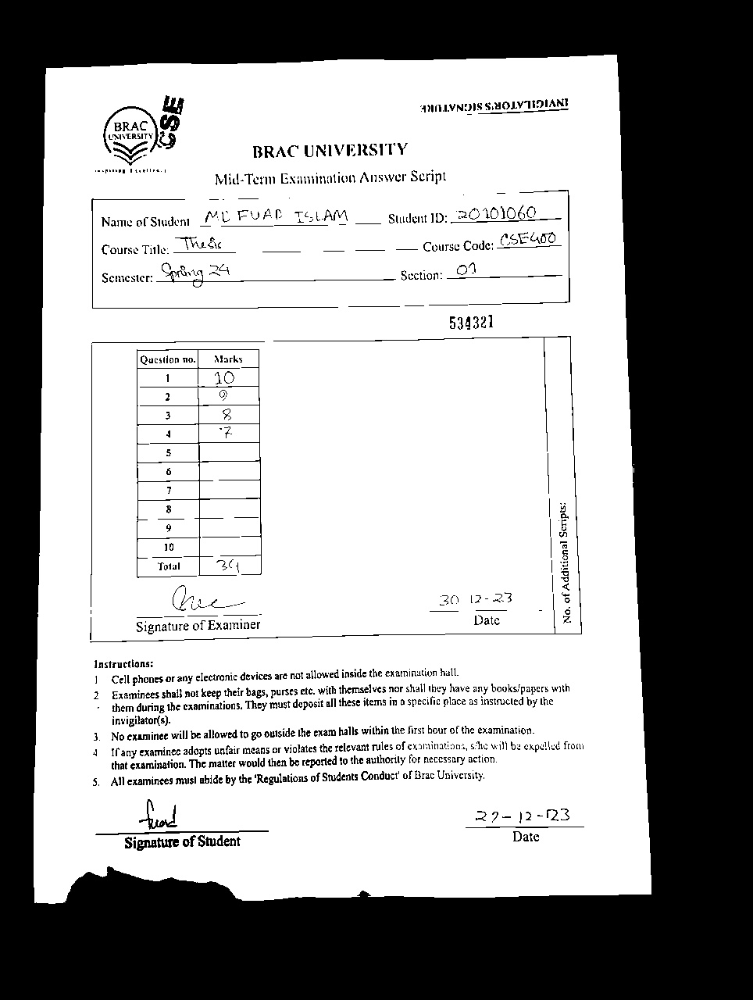 INVIGILATOR'S SIGNATURE
CSE
BRAC
UNIVERSITY
Inspiring Excellence
BRAC UNIVERSITY
Mid-Term Examination Answer Script
Name of Student MD FUAD ISLAM Student ID: 20101060
Course Title: Thesis Course Code: CSE400
Semester: Spring 24 Section: 01
534321
Question no. Marks
1 10
2 9
3 8
4 7
5
6
7
8
9
10
Total 34
No. of Additional Scripts:
30 12-23
Signature of Examiner Date
Instructions:
1 Cell phones or any electronic devices are not allowed inside the examination hall.
2 Examinees shall not keep their bags, purses etc. with themselves nor shall they have any books/papers with
them during the examinations. They must deposit all these items in a specific place as instructed by the
invigilator(s).
3. No examinee will be allowed to go outside the exam halls within the first hour of the examination.
4 If any examinee adopts unfair means or violates the relevant rules of examinations, s/he will be expelled from
that examination. The matter would then be reported to the authority for necessary action.
5. All examinees must abide by the 'Regulations of Students Conduct' of Brac University.
Fuad 27-12-23
Signature of Student Date